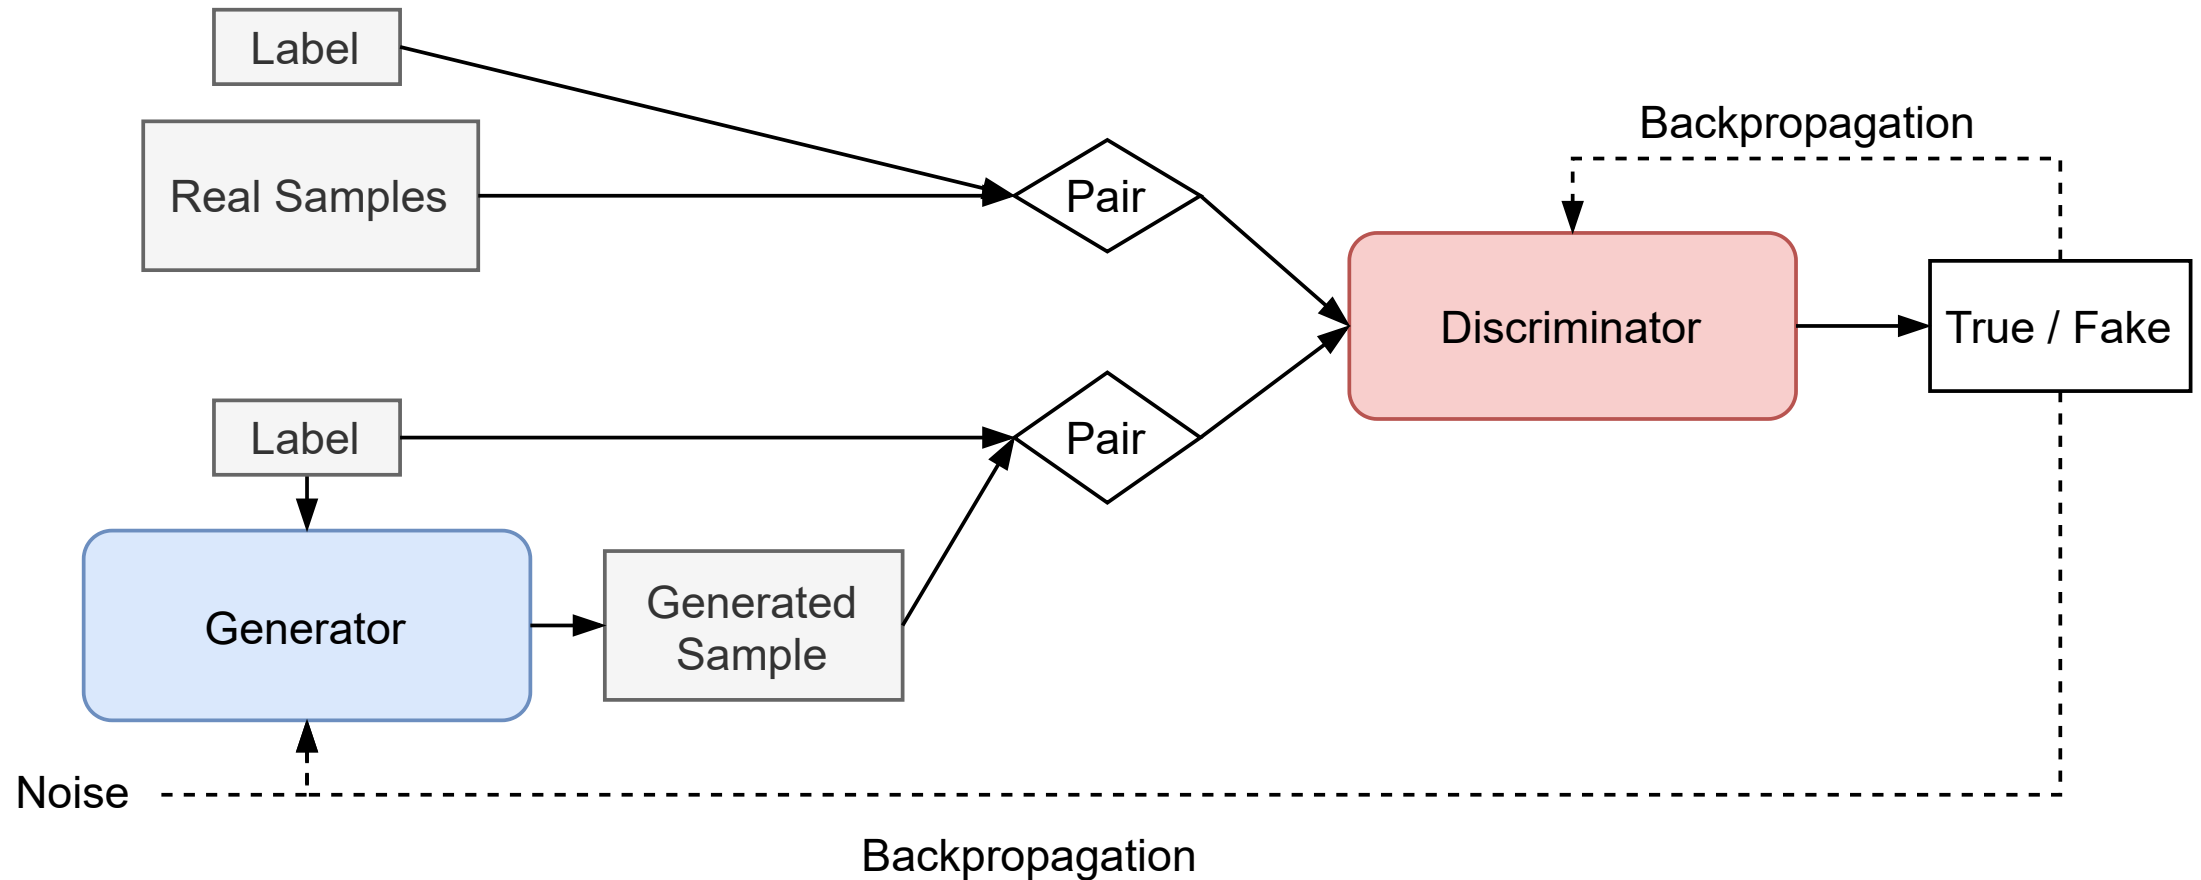 Label
Real Samples
Pair
Backpropagation
Discriminator
True / Fake
Label
Pair
Generator
Generated
Sample
Noise
Backpropagation